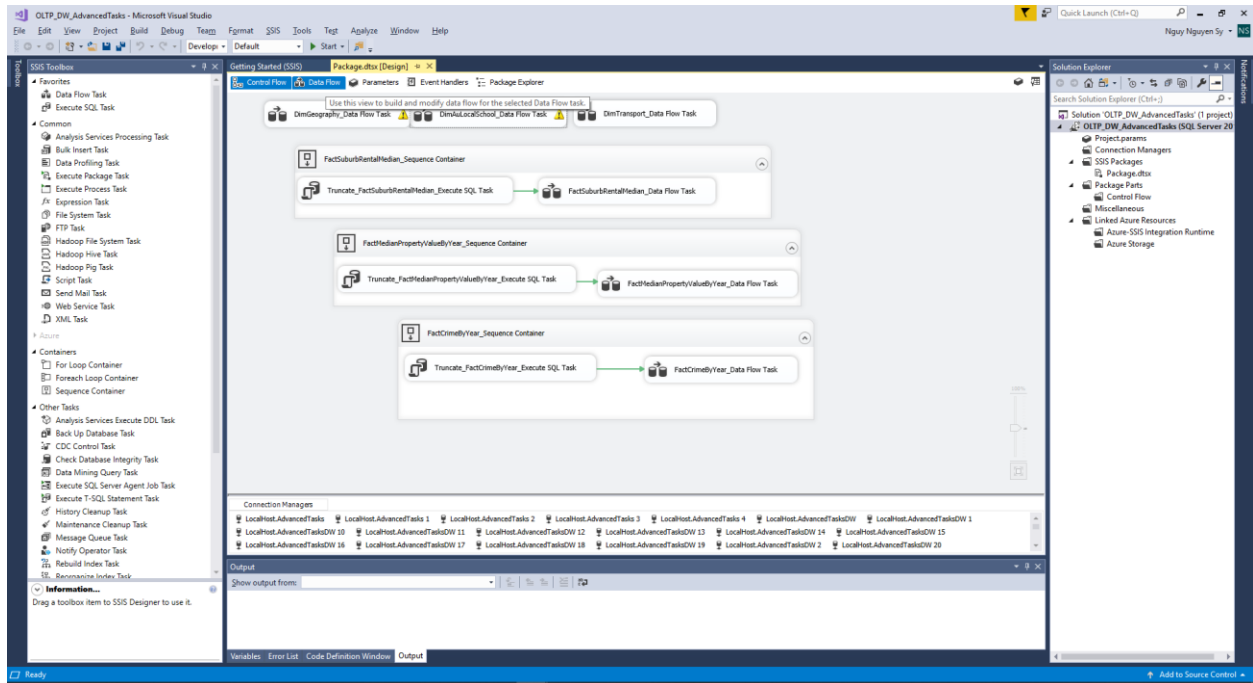 OLTP_DW_AdvancedTasks - Microsoft Visual Studio
Quick Launch (Ctrl+Q)
File Edit View Project Build Debug Team Format SSIS Tools Test Analyze Window Help
Nguy Nguyen Sy NS
Develop Default Start
Toolbox
SSIS Toolbox
Favorites
Data Flow Task
Execute SQL Task
Common
Analysis Services Processing Task
Bulk Insert Task
Data Profiling Task
Execute Package Task
Execute Process Task
Expression Task
File System Task
FTP Task
Hadoop File System Task
Hadoop Hive Task
Hadoop Pig Task
Script Task
Send Mail Task
Web Service Task
XML Task
Azure
Containers
For Loop Container
Foreach Loop Container
Sequence Container
Other Tasks
Analysis Services Execute DDL Task
Back Up Database Task
CDC Control Task
Check Database Integrity Task
Data Mining Query Task
Execute SQL Server Agent Job Task
Execute T-SQL Statement Task
History Cleanup Task
Maintenance Cleanup Task
Message Queue Task
Notify Operator Task
Rebuild Index Task
Reorganize Index Task
Information...
Drag a toolbox item to SSIS Designer to use it.
Getting Started (SSIS) Package.dtsx [Design]
Control Flow Data Flow Parameters Event Handlers Package Explorer
Use this view to build and modify data flow for the selected Data Flow task.
DimGeography_Data Flow Task DimAuLocalSchool_Data Flow Task DimTransport_Data Flow Task
FactSuburbRentalMedian_Sequence Container
Truncate_FactSuburbRentalMedian_Execute SQL Task FactSuburbRentalMedian_Data Flow Task
FactMedianPropertyValueByYear_Sequence Container
Truncate_FactMedianPropertyValueByYear_Execute SQL Task FactMedianPropertyValueByYear_Data Flow Task
FactCrimeByYear_Sequence Container
Truncate_FactCrimeByYear_Execute SQL Task FactCrimeByYear_Data Flow Task
100%
Connection Managers
LocalHost.AdvancedTasks LocalHost.AdvancedTasks 1 LocalHost.AdvancedTasks 2 LocalHost.AdvancedTasks 3 LocalHost.AdvancedTasks 4 LocalHost.AdvancedTasksDW LocalHost.AdvancedTasksDW 1
LocalHost.AdvancedTasksDW 10 LocalHost.AdvancedTasksDW 11 LocalHost.AdvancedTasksDW 12 LocalHost.AdvancedTasksDW 13 LocalHost.AdvancedTasksDW 14 LocalHost.AdvancedTasksDW 15
LocalHost.AdvancedTasksDW 16 LocalHost.AdvancedTasksDW 17 LocalHost.AdvancedTasksDW 18 LocalHost.AdvancedTasksDW 19 LocalHost.AdvancedTasksDW 2 LocalHost.AdvancedTasksDW 20
Output
Show output from:
Variables Error List Code Definition Window Output
Solution Explorer
Search Solution Explorer (Ctrl+;)
Solution 'OLTP_DW_AdvancedTasks' (1 project)
OLTP_DW_AdvancedTasks (SQL Server 20
Project.params
Connection Managers
SSIS Packages
Package.dtsx
Package Parts
Control Flow
Miscellaneous
Linked Azure Resources
Azure-SSIS Integration Runtime
Azure Storage
Notifications
Ready
Add to Source Control